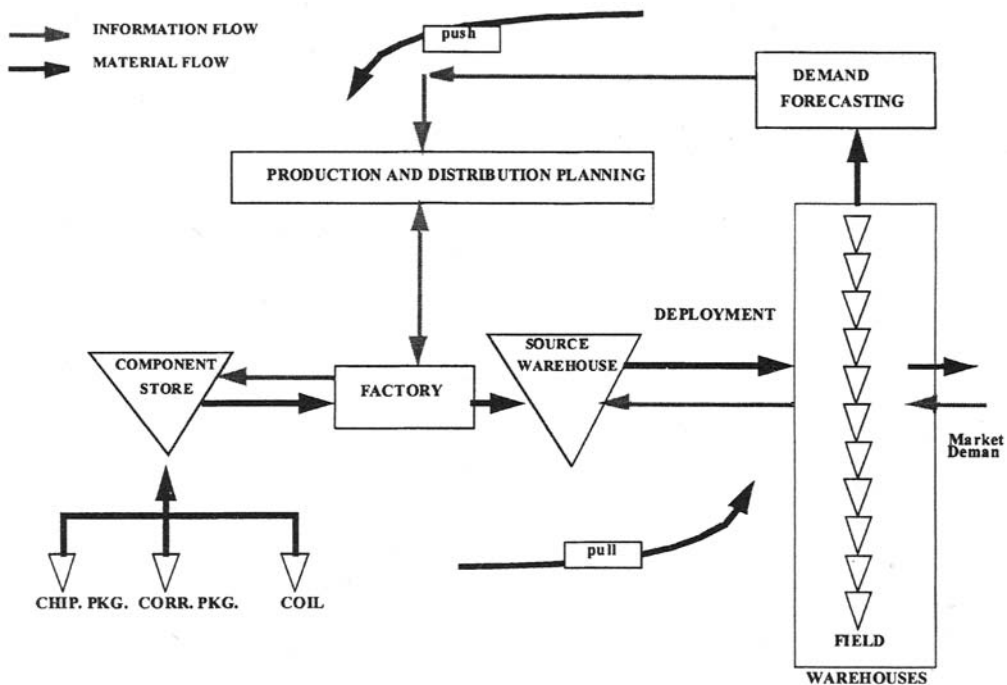 INFORMATION FLOW
MATERIAL FLOW
push
DEMAND
FORECASTING
PRODUCTION AND DISTRIBUTION PLANNING
DEPLOYMENT
COMPONENT
STORE
FACTORY
SOURCE
WAREHOUSE
Market
Deman
pull
CHIP. PKG.
CORR. PKG.
COIL
FIELD
WAREHOUSES